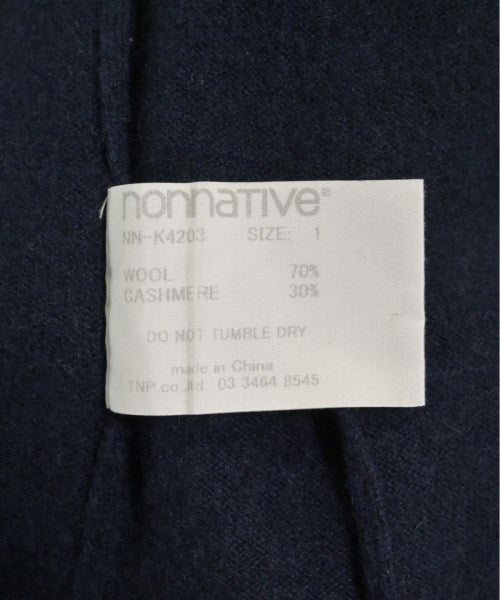 nonnative®
NN-K4203 SIZE: 1
WOOL 70%
CASHMERE 30%
DO NOT TUMBLE DRY
made in China
TNP.co.,ltd 03 3464 8545